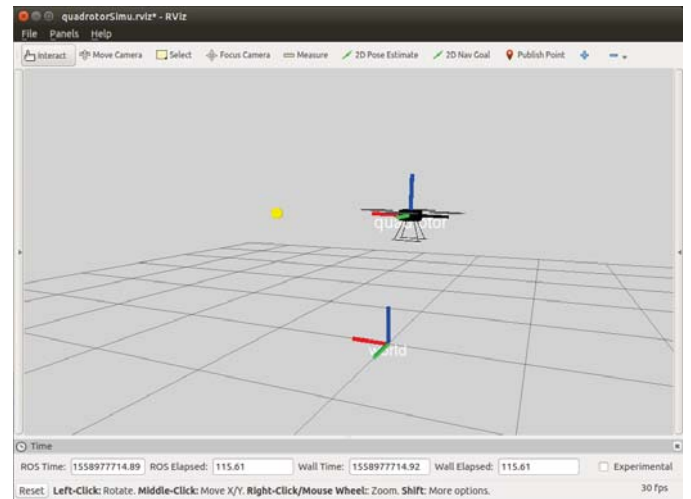 quadrotorSimu.rviz* - RViz
File Panels Help
Interact Move Camera Select Focus Camera Measure 2D Pose Estimate 2D Nav Goal Publish Point
quadrotor
world
Time
ROS Time: 1558977714.89 ROS Elapsed: 115.61 Wall Time: 1558977714.92 Wall Elapsed: 115.61 Experimental
Reset Left-Click: Rotate. Middle-Click: Move X/Y. Right-Click/Mouse Wheel: Zoom. Shift: More options. 30 fps